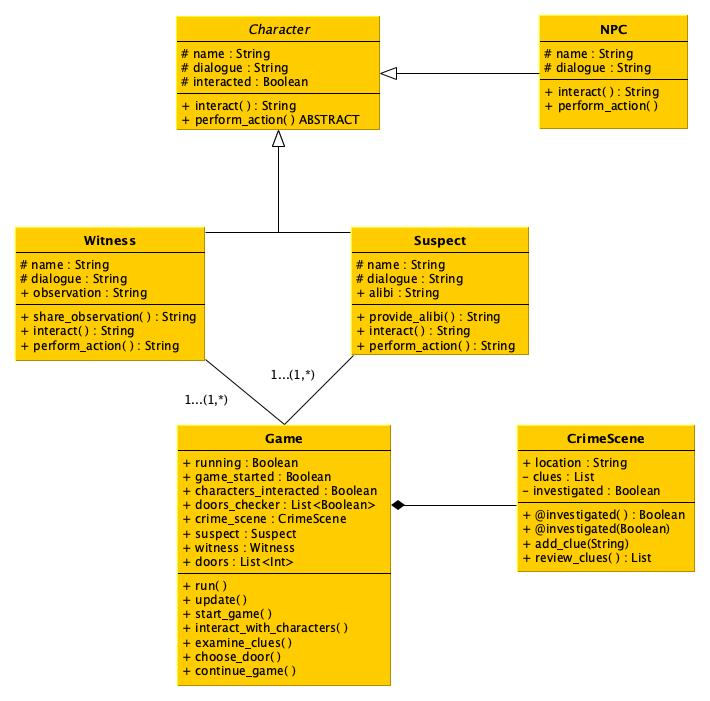 Character
# name : String
# dialogue : String
# interacted : Boolean
+ interact( ) : String
+ perform_action( ) ABSTRACT
NPC
# name : String
# dialogue : String
+ interact( ) : String
+ perform_action( )
Witness
# name : String
# dialogue : String
+ observation : String
+ share_observation( ) : String
+ interact( ) : String
+ perform_action( ) : String
Suspect
# name : String
# dialogue : String
+ alibi : String
+ provide_alibi( ) : String
+ interact( ) : String
+ perform_action( ) : String
1...(1,*)
1...(1,*)
Game
+ running : Boolean
+ game_started : Boolean
+ characters_interacted : Boolean
+ doors_checker : List<Boolean>
+ crime_scene : CrimeScene
+ suspect : Suspect
+ witness : Witness
+ doors : List<Int>
+ run( )
+ update( )
+ start_game( )
+ interact_with_characters( )
+ examine_clues( )
+ choose_door( )
+ continue_game( )
CrimeScene
+ location : String
− clues : List
− investigated : Boolean
+ @investigated( ) : Boolean
+ @investigated(Boolean)
+ add_clue(String)
+ review_clues( ) : List